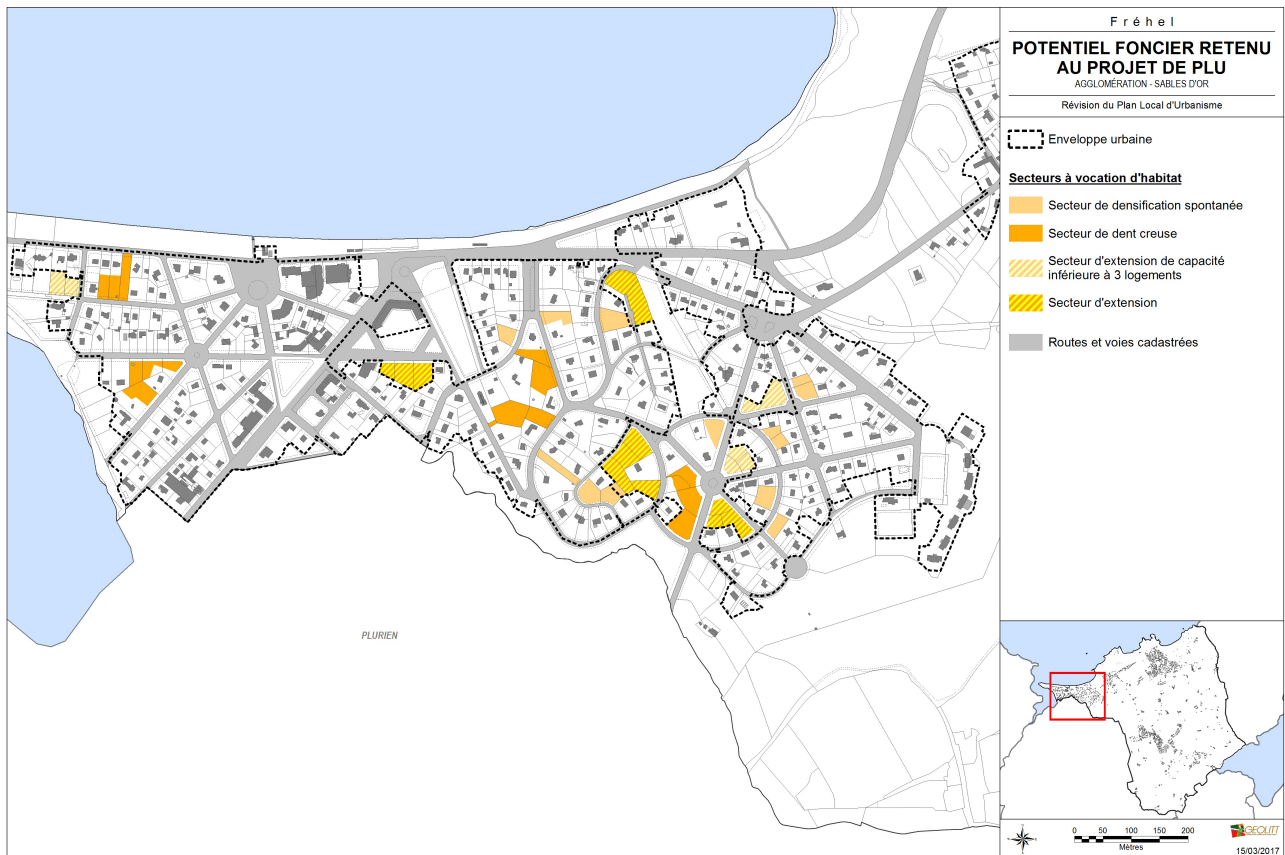 Fréhel
POTENTIEL FONCIER RETENU
AU PROJET DE PLU
AGGLOMÉRATION - SABLES D'OR
Révision du Plan Local d'Urbanisme
Enveloppe urbaine
Secteurs à vocation d'habitat
Secteur de densification spontanée
Secteur de dent creuse
Secteur d'extension de capacité
inférieure à 3 logements
Secteur d'extension
Routes et voies cadastrées
PLURIEN
0 50 100 150 200
Mètres
GEOLITT
15/03/2017